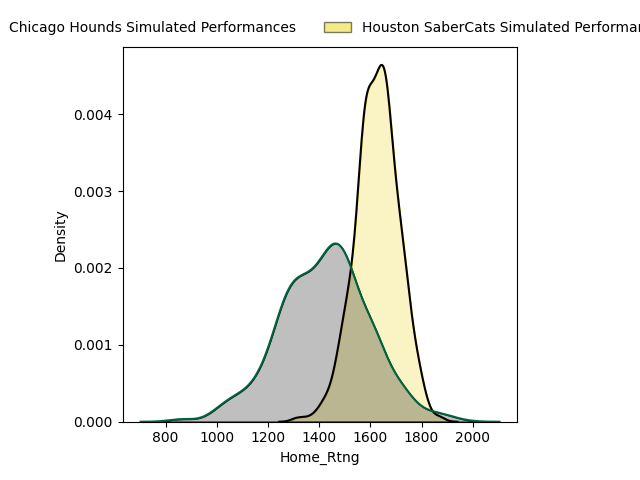 Chicago Hounds Simulated Performances
Houston SaberCats Simulated
0.004
0.003
0.002
0.001
0.000
Density
800 1000 1200 1400 1600 1800 2000
Home_Rtng